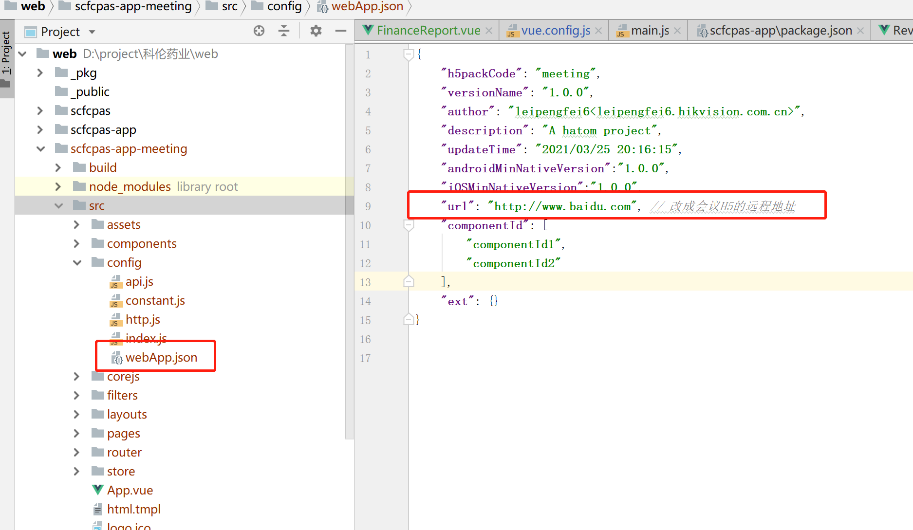 web > scfcpas-app-meeting > src > config > webApp.json
1: Project
Project
FinanceReport.vue
vue.config.js
main.js
scfcpas-app\package.json
Rev
web D:\project\科伦药业\web
_pkg
_public
scfcpas
scfcpas-app
scfcpas-app-meeting
build
node_modules library root
src
assets
components
config
api.js
constant.js
http.js
index.js
webApp.json
corejs
filters
layouts
pages
router
store
App.vue
html.tmpl
logo.ico
1 {
2 "h5packCode": "meeting",
3 "versionName": "1.0.0",
4 "author": "leipengfei6<leipengfei6.hikvision.com.cn>",
5 "description": "A hatom project",
6 "updateTime": "2021/03/25 20:16:15",
7 "androidMinNativeVersion":"1.0.0",
8 "iOSMinNativeVersion":"1.0.0"
9 "url": "http://www.baidu.com", // 改成会议H5的远程地址
10 "componentId": [
11 "componentId1",
12 "componentId2"
13 ],
14 "ext": {}
15 }
16
17